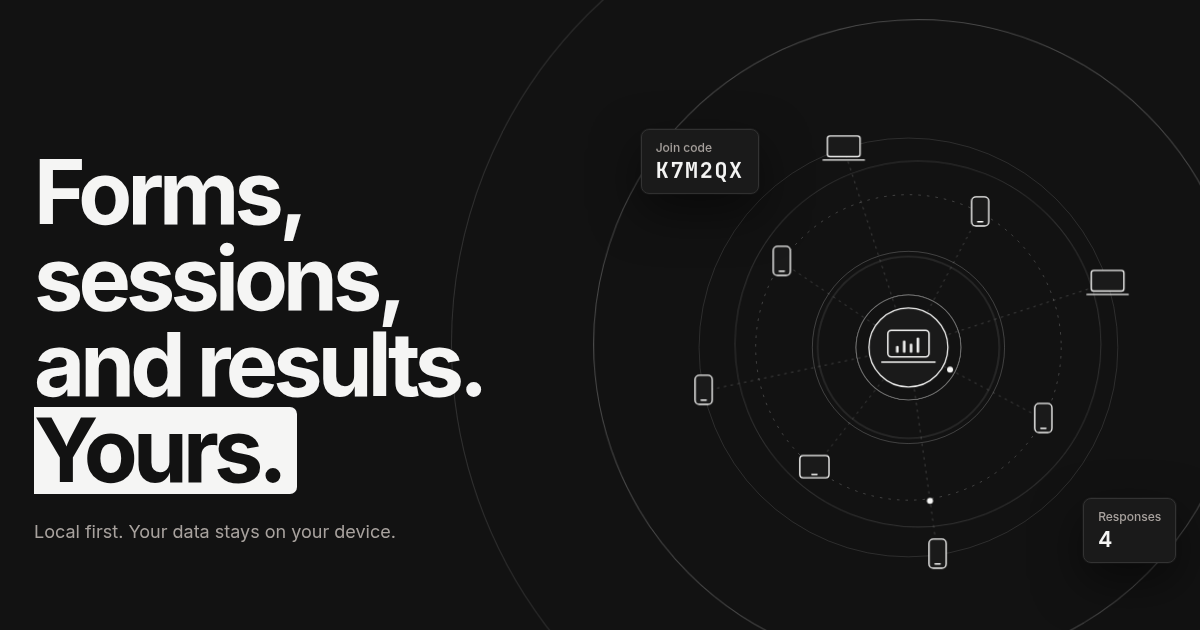 Forms,
sessions,
and results.
Yours.
Local first. Your data stays on your device.
Join code
K7M2QX
Responses
4